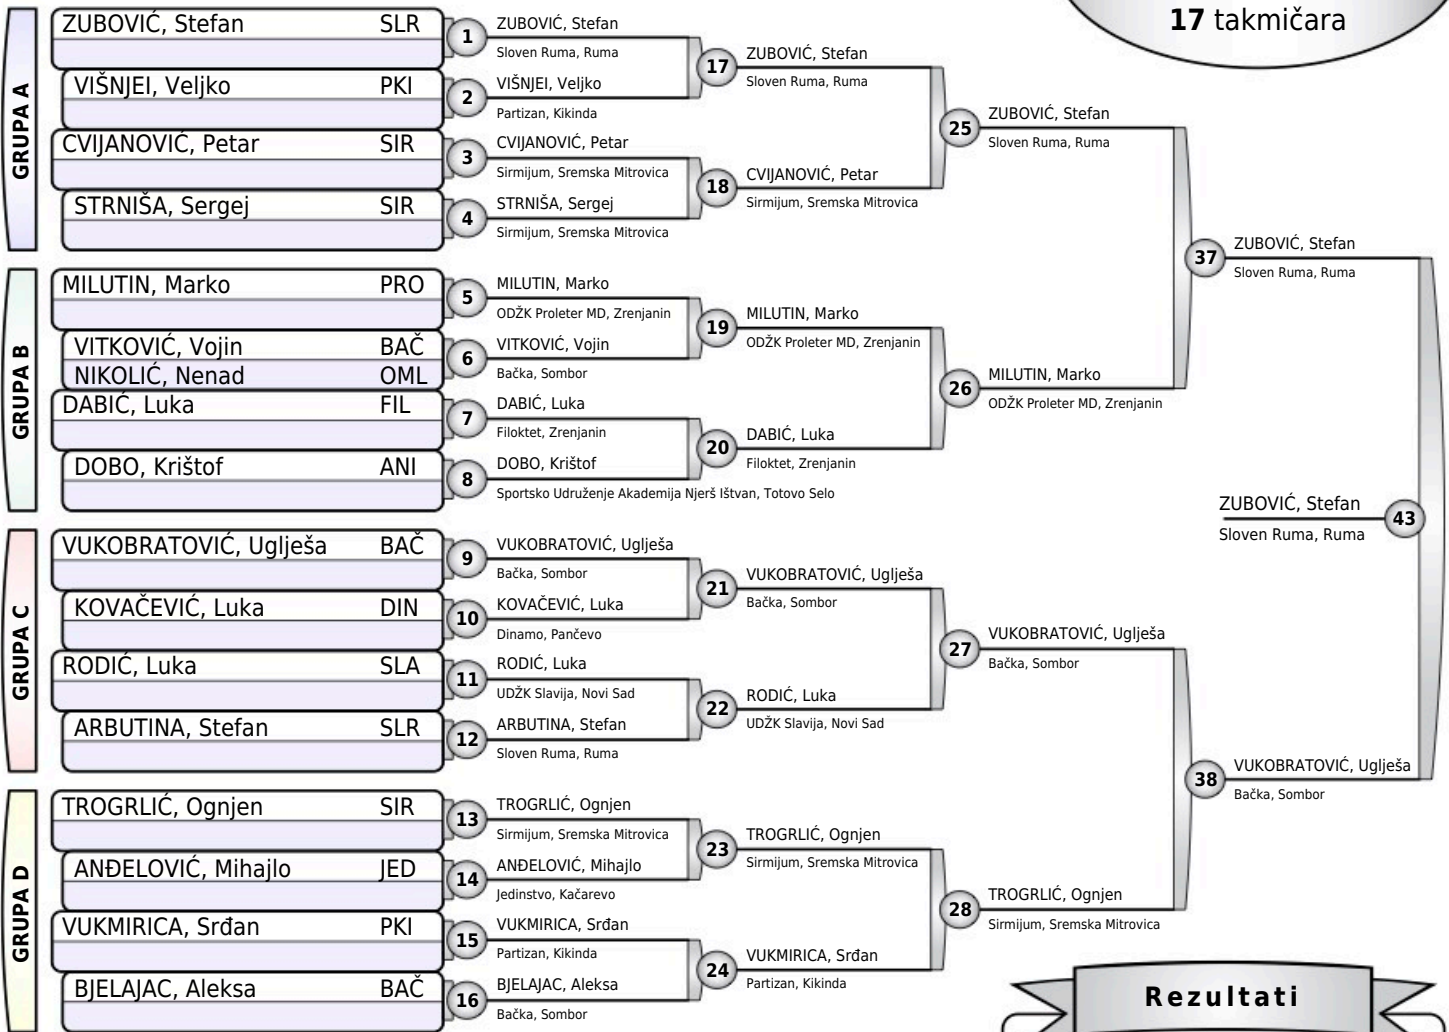 17 takmičara
GRUPA A
ZUBOVIĆ, Stefan SLR
VIŠNJEI, Veljko PKI
CVIJANOVIĆ, Petar SIR
STRNIŠA, Sergej SIR
GRUPA B
MILUTIN, Marko PRO
VITKOVIĆ, Vojin BAČ
NIKOLIĆ, Nenad OML
DABIĆ, Luka FIL
DOBO, Krištof ANI
GRUPA C
VUKOBRATOVIĆ, Uglješa BAČ
KOVAČEVIĆ, Luka DIN
RODIĆ, Luka SLA
ARBUTINA, Stefan SLR
GRUPA D
TROGRLIĆ, Ognjen SIR
ANĐELOVIĆ, Mihajlo JED
VUKMIRICA, Srđan PKI
BJELAJAC, Aleksa BAČ
1
ZUBOVIĆ, Stefan
Sloven Ruma, Ruma
2
VIŠNJEI, Veljko
Partizan, Kikinda
3
CVIJANOVIĆ, Petar
Sirmijum, Sremska Mitrovica
4
STRNIŠA, Sergej
Sirmijum, Sremska Mitrovica
5
MILUTIN, Marko
ODŽK Proleter MD, Zrenjanin
6
VITKOVIĆ, Vojin
Bačka, Sombor
7
DABIĆ, Luka
Filoktet, Zrenjanin
8
DOBO, Krištof
Sportsko Udruženje Akademija Njerš Ištvan, Totovo Selo
9
VUKOBRATOVIĆ, Uglješa
Bačka, Sombor
10
KOVAČEVIĆ, Luka
Dinamo, Pančevo
11
RODIĆ, Luka
UDŽK Slavija, Novi Sad
12
ARBUTINA, Stefan
Sloven Ruma, Ruma
13
TROGRLIĆ, Ognjen
Sirmijum, Sremska Mitrovica
14
ANĐELOVIĆ, Mihajlo
Jedinstvo, Kačarevo
15
VUKMIRICA, Srđan
Partizan, Kikinda
16
BJELAJAC, Aleksa
Bačka, Sombor
17
ZUBOVIĆ, Stefan
Sloven Ruma, Ruma
18
CVIJANOVIĆ, Petar
Sirmijum, Sremska Mitrovica
19
MILUTIN, Marko
ODŽK Proleter MD, Zrenjanin
20
DABIĆ, Luka
Filoktet, Zrenjanin
21
VUKOBRATOVIĆ, Uglješa
Bačka, Sombor
22
RODIĆ, Luka
UDŽK Slavija, Novi Sad
23
TROGRLIĆ, Ognjen
Sirmijum, Sremska Mitrovica
24
VUKMIRICA, Srđan
Partizan, Kikinda
25
ZUBOVIĆ, Stefan
Sloven Ruma, Ruma
26
MILUTIN, Marko
ODŽK Proleter MD, Zrenjanin
27
VUKOBRATOVIĆ, Uglješa
Bačka, Sombor
28
TROGRLIĆ, Ognjen
Sirmijum, Sremska Mitrovica
37
ZUBOVIĆ, Stefan
Sloven Ruma, Ruma
38
VUKOBRATOVIĆ, Uglješa
Bačka, Sombor
ZUBOVIĆ, Stefan
43
Sloven Ruma, Ruma
Rezultati